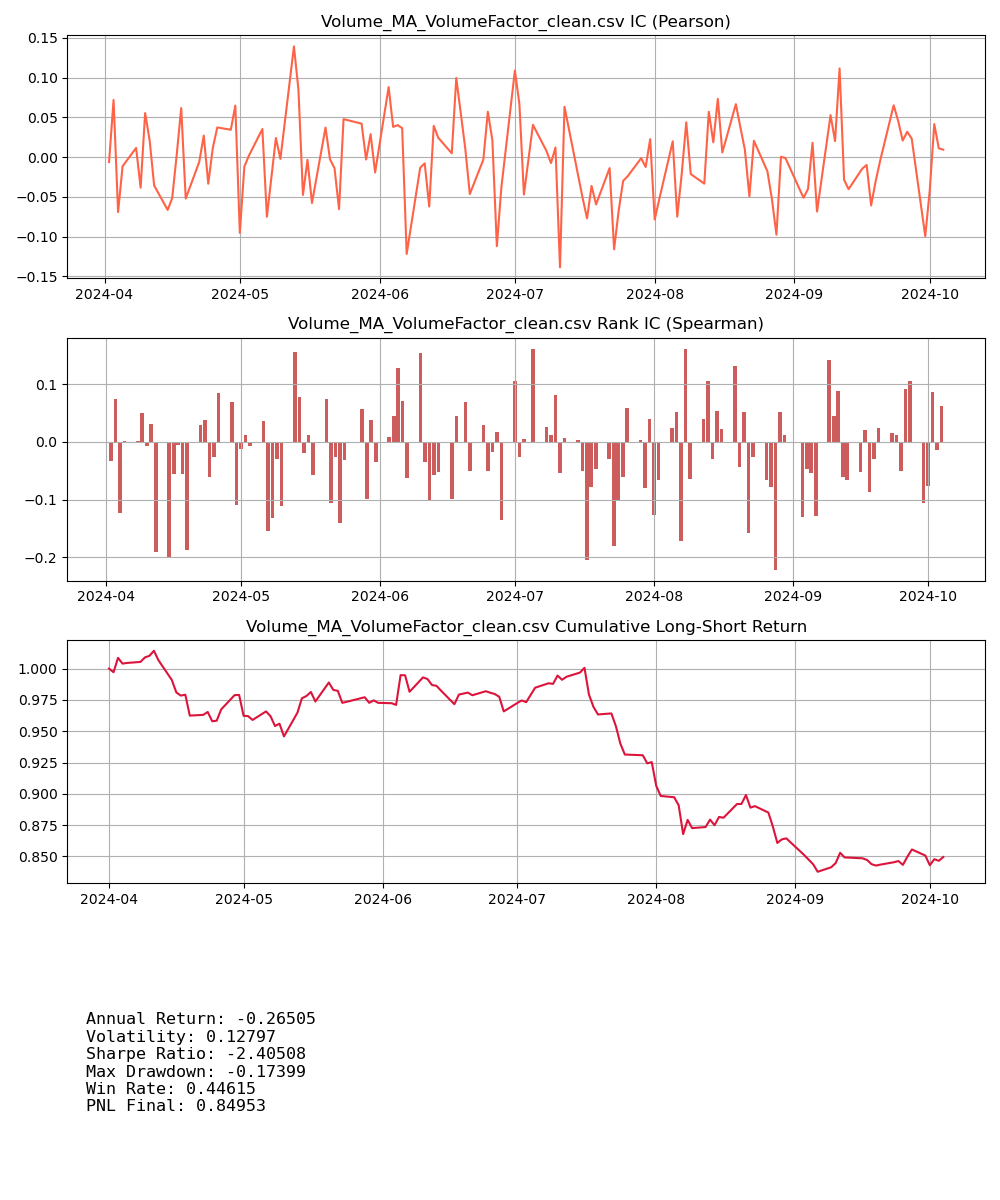 Volume_MA_VolumeFactor_clean.csv IC (Pearson)
0.15
0.10
0.05
0.00
−0.05
−0.10
−0.15
2024-04 2024-05 2024-06 2024-07 2024-08 2024-09 2024-10
Volume_MA_VolumeFactor_clean.csv Rank IC (Spearman)
0.1
0.0
−0.1
−0.2
2024-04 2024-05 2024-06 2024-07 2024-08 2024-09 2024-10
Volume_MA_VolumeFactor_clean.csv Cumulative Long-Short Return
1.000
0.975
0.950
0.925
0.900
0.875
0.850
2024-04 2024-05 2024-06 2024-07 2024-08 2024-09 2024-10
Annual Return: -0.26505
Volatility: 0.12797
Sharpe Ratio: -2.40508
Max Drawdown: -0.17399
Win Rate: 0.44615
PNL Final: 0.84953